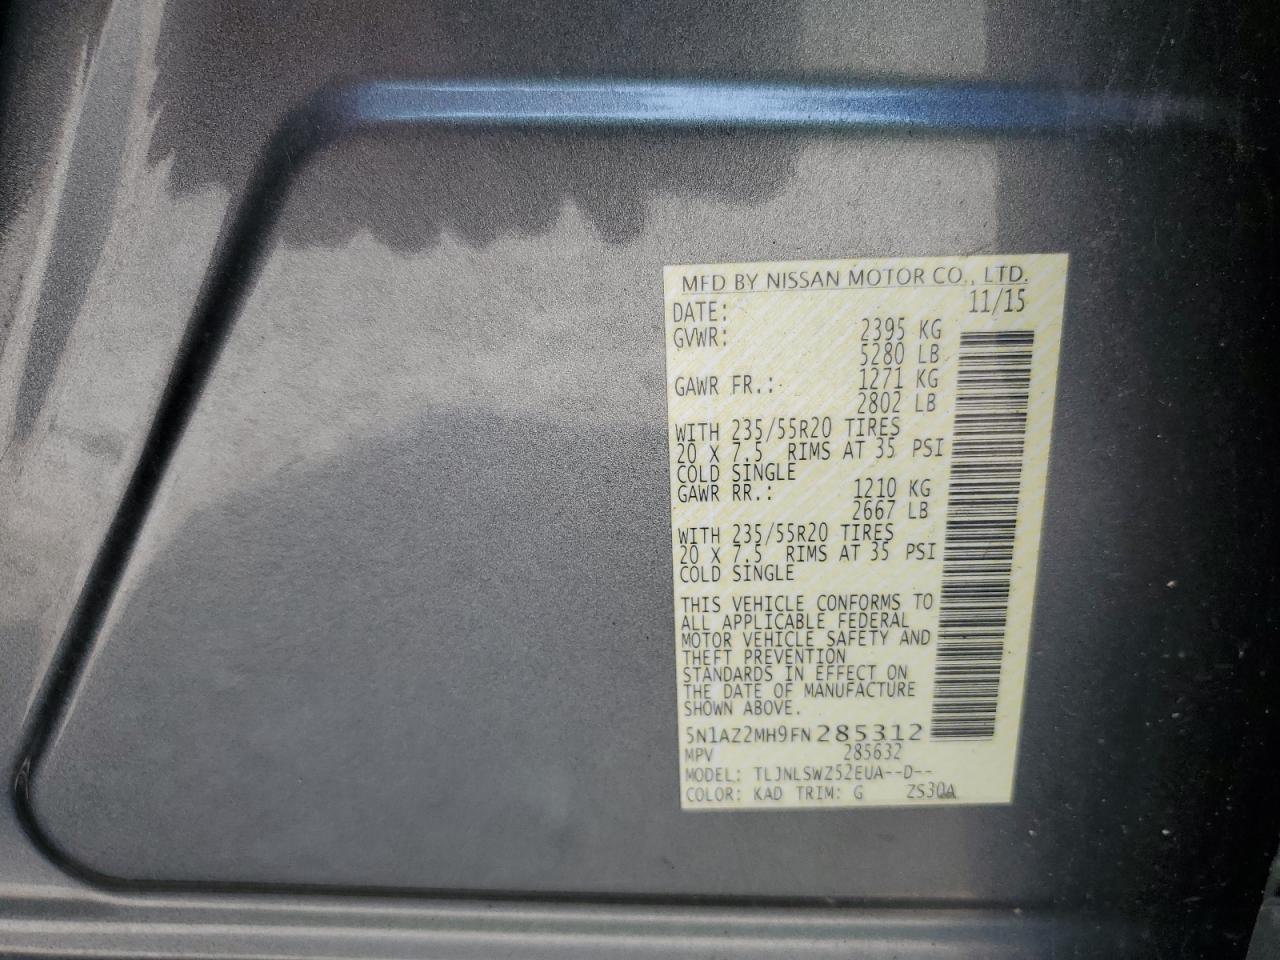 MFD BY NISSAN MOTOR CO., LTD.
DATE: 11/15
GVWR: 2395 KG
5280 LB
GAWR FR.: 1271 KG
2802 LB
WITH 235/55R20 TIRES
20 X 7.5 RIMS AT 35 PSI
COLD SINGLE
GAWR RR.: 1210 KG
2667 LB
WITH 235/55R20 TIRES
20 X 7.5 RIMS AT 35 PSI
COLD SINGLE
THIS VEHICLE CONFORMS TO
ALL APPLICABLE FEDERAL
MOTOR VEHICLE SAFETY AND
THEFT PREVENTION
STANDARDS IN EFFECT ON
THE DATE OF MANUFACTURE
SHOWN ABOVE.
5N1AZ2MH9FN285312
MPV 285632
MODEL: TLJNLSWZ52EUA--D--
COLOR: KAD TRIM: G ZS30A